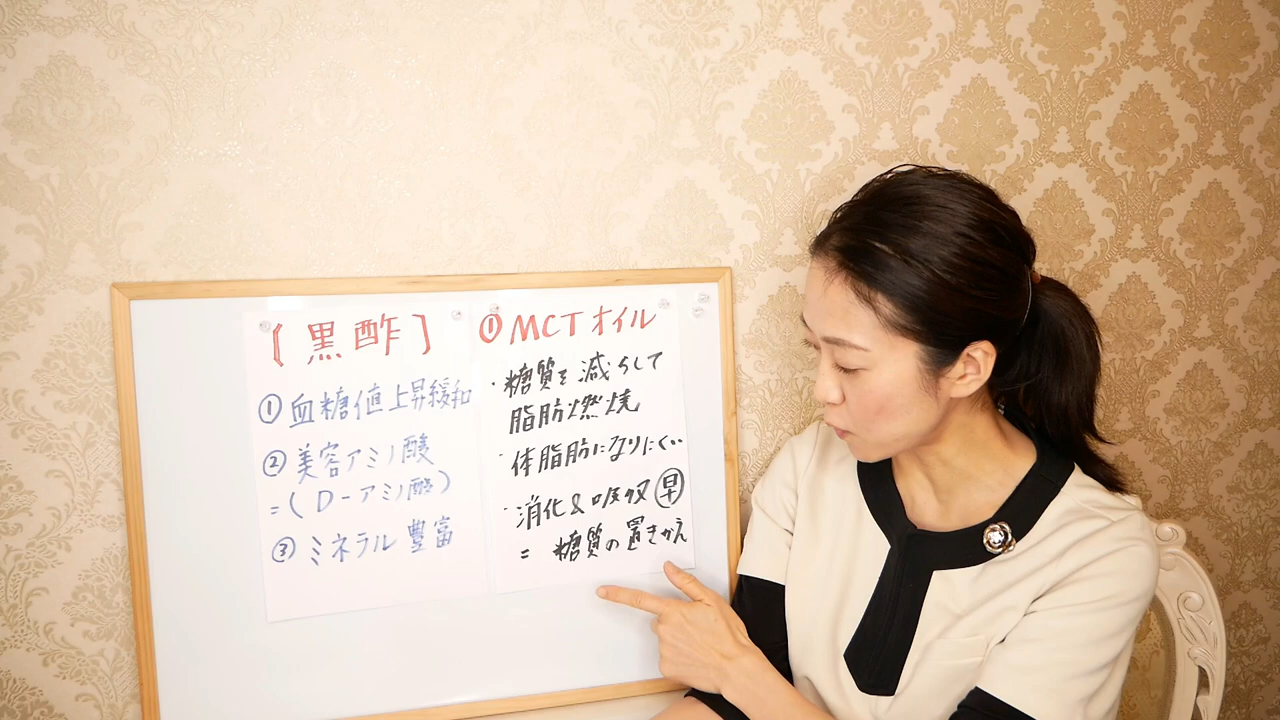 【黒酢】
①血糖値上昇緩和
②美容アミノ酸
=(D-アミノ酸)
③ミネラル豊富
①MCTオイル
・糖質を減らして
脂肪燃焼
・体脂肪になりにくい
・消化&吸収早
=糖質の置きかえ